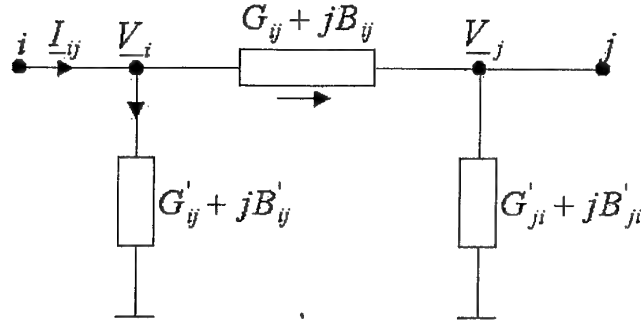 i I_ij V_i G_ij + jB_ij V_j j
G'_ij + jB'_ij G'_ji + jB'_ji